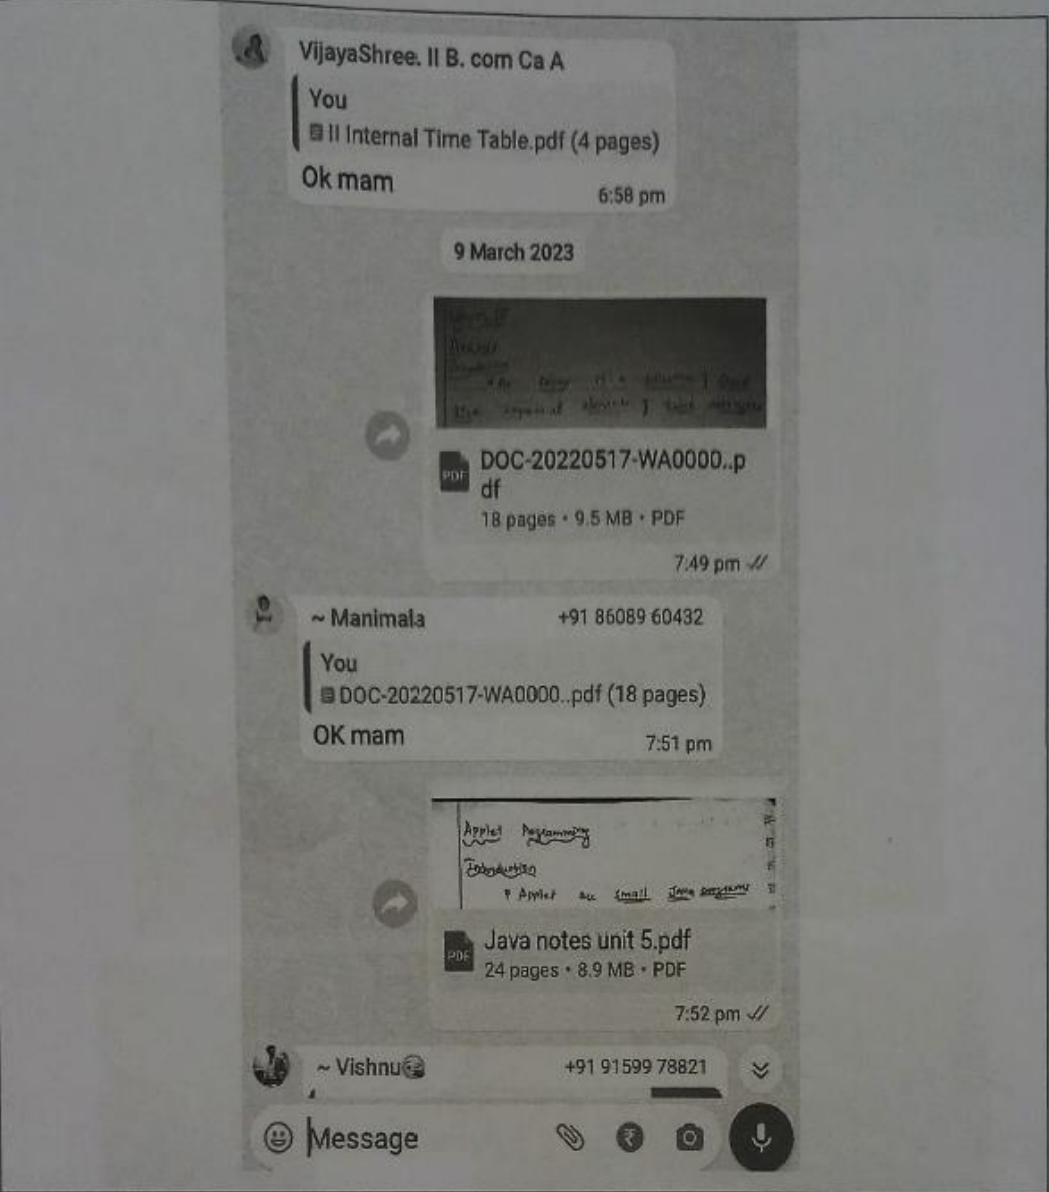 VijayaShree. II B. com Ca A
You
II Internal Time Table.pdf (4 pages)
Ok mam
6:58 pm
9 March 2023
PDF
DOC-20220517-WA0000..p
df
18 pages • 9.5 MB • PDF
7:49 pm
~ Manimala +91 86089 60432
You
DOC-20220517-WA0000..pdf (18 pages)
OK mam
7:51 pm
Applet Programming
Introduction
Applet are small Java programs
PDF
Java notes unit 5.pdf
24 pages • 8.9 MB • PDF
7:52 pm
~ Vishnu +91 91599 78821
Message